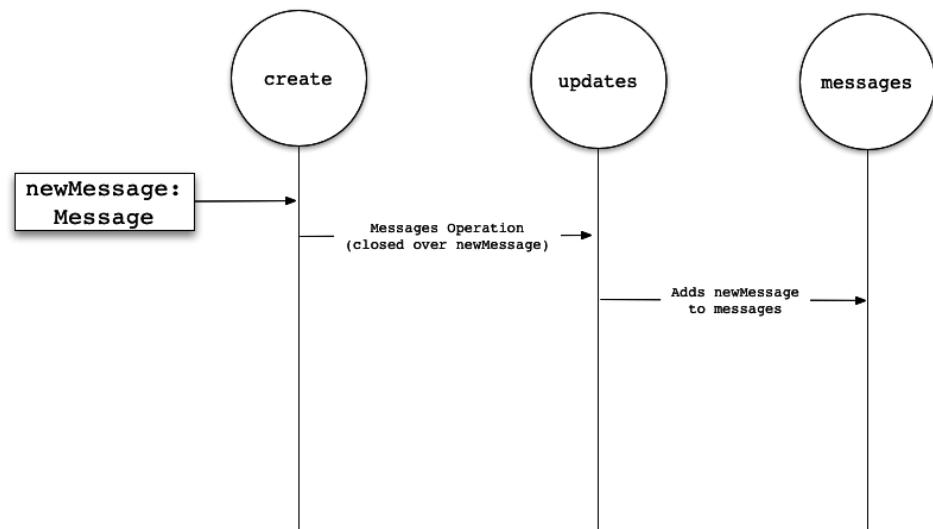 create
updates
messages
newMessage:
Message
Messages Operation
(closed over newMessage)
Adds newMessage
to messages